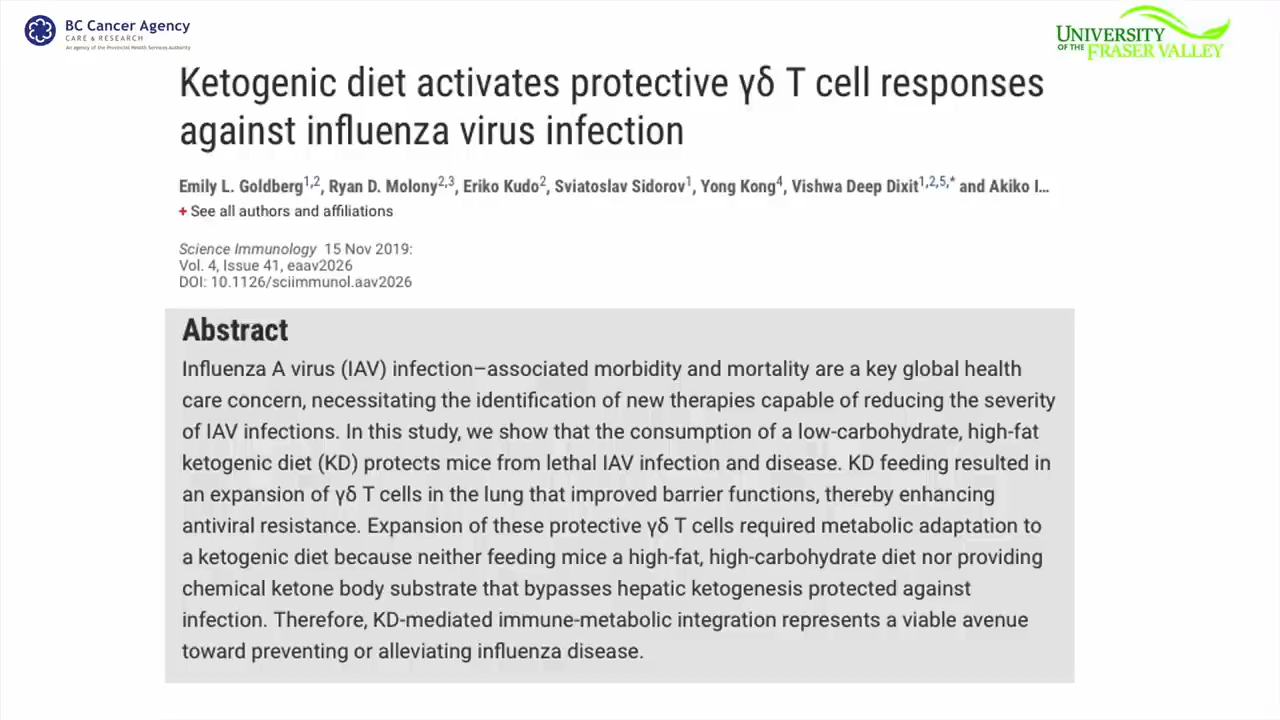 BC Cancer Agency
CARE & RESEARCH
An agency of the Provincial Health Services Authority
UNIVERSITY
OF THE FRASER VALLEY
Ketogenic diet activates protective γδ T cell responses
against influenza virus infection
Emily L. Goldberg1,2, Ryan D. Molony2,3, Eriko Kudo2, Sviatoslav Sidorov1, Yong Kong4, Vishwa Deep Dixit1,2,5,* and Akiko I...
+ See all authors and affiliations
Science Immunology 15 Nov 2019:
Vol. 4, Issue 41, eaav2026
DOI: 10.1126/sciimmunol.aav2026
Abstract
Influenza A virus (IAV) infection–associated morbidity and mortality are a key global health
care concern, necessitating the identification of new therapies capable of reducing the severity
of IAV infections. In this study, we show that the consumption of a low-carbohydrate, high-fat
ketogenic diet (KD) protects mice from lethal IAV infection and disease. KD feeding resulted in
an expansion of γδ T cells in the lung that improved barrier functions, thereby enhancing
antiviral resistance. Expansion of these protective γδ T cells required metabolic adaptation to
a ketogenic diet because neither feeding mice a high-fat, high-carbohydrate diet nor providing
chemical ketone body substrate that bypasses hepatic ketogenesis protected against
infection. Therefore, KD-mediated immune-metabolic integration represents a viable avenue
toward preventing or alleviating influenza disease.